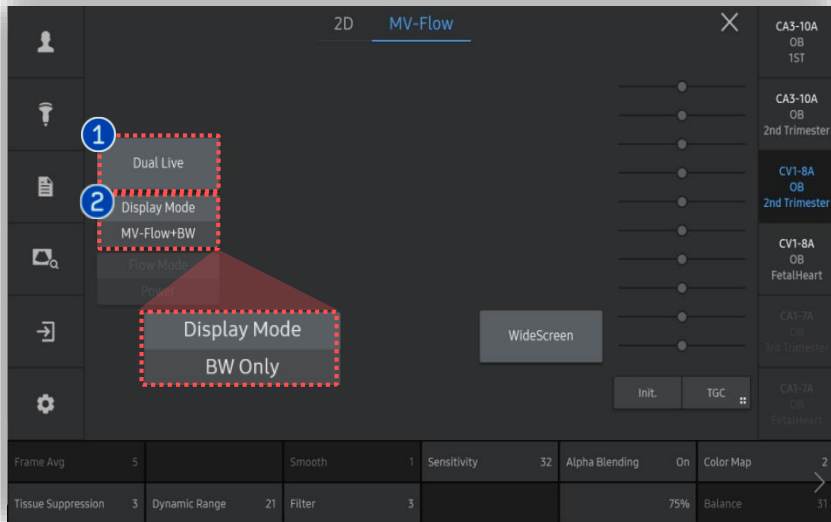 2D
MV-Flow
CA3-10A
OB
1ST
CA3-10A
OB
2nd Trimester
CV1-8A
OB
2nd Trimester
CV1-8A
OB
FetalHeart
CA1-7A
OB
3rd Trimester
CA1-7A
OB
FetalHeart
1
Dual Live
2
Display Mode
MV-Flow+BW
Flow Mode
Power
Display Mode
BW Only
WideScreen
Init.
TGC
Frame Avg 5
Smooth 1
Sensitivity 32
Alpha Blending On
Color Map 2
Tissue Suppression 3
Dynamic Range 21
Filter 3
75%
Balance 31